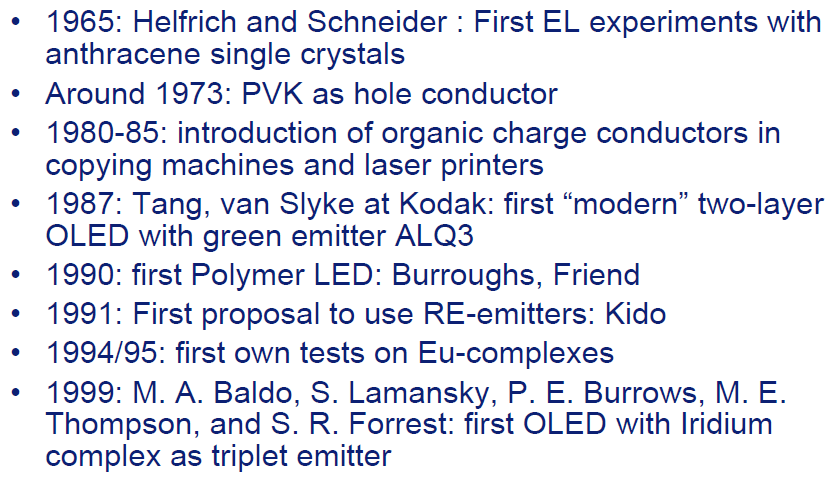 • 1965: Helfrich and Schneider : First EL experiments with
anthracene single crystals
• Around 1973: PVK as hole conductor
• 1980-85: introduction of organic charge conductors in
copying machines and laser printers
• 1987: Tang, van Slyke at Kodak: first “modern” two-layer
OLED with green emitter ALQ3
• 1990: first Polymer LED: Burroughs, Friend
• 1991: First proposal to use RE-emitters: Kido
• 1994/95: first own tests on Eu-complexes
• 1999: M. A. Baldo, S. Lamansky, P. E. Burrows, M. E.
Thompson, and S. R. Forrest: first OLED with Iridium
complex as triplet emitter